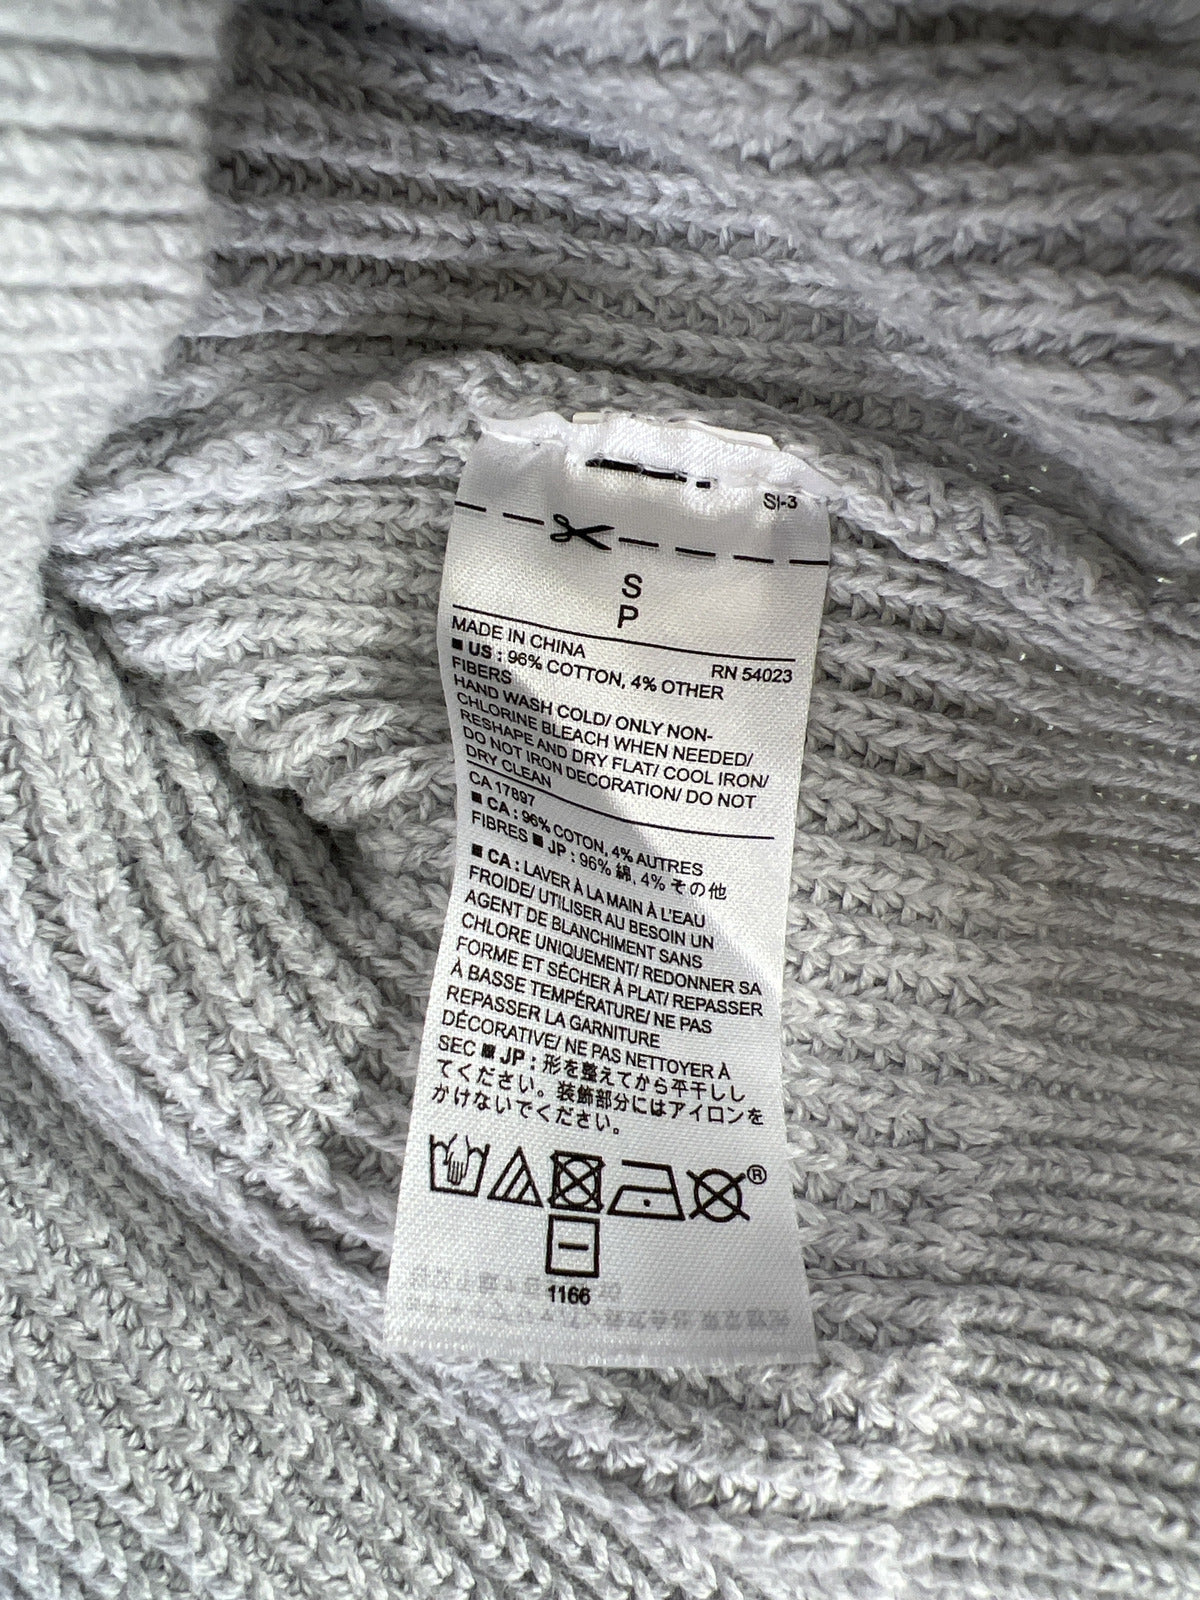 SI-3
S
P
MADE IN CHINA
RN 54023
■ US : 96% COTTON, 4% OTHER
FIBERS
HAND WASH COLD/ ONLY NON-
CHLORINE BLEACH WHEN NEEDED/
RESHAPE AND DRY FLAT/ COOL IRON/
DO NOT IRON DECORATION/ DO NOT
DRY CLEAN
CA 17897
■ CA : 96% COTON, 4% AUTRES
FIBRES ■ JP : 96% 綿, 4% その他
■ CA : LAVER À LA MAIN À L'EAU
FROIDE/ UTILISER AU BESOIN UN
AGENT DE BLANCHIMENT SANS
CHLORE UNIQUEMENT/ REDONNER SA
FORME ET SÉCHER À PLAT/ REPASSER
À BASSE TEMPÉRATURE/ NE PAS
REPASSER LA GARNITURE
DÉCORATIVE/ NE PAS NETTOYER À
SEC ■ JP : 形を整えてから平干しし
てください。装飾部分にはアイロンを
かけないでください。
®
1166